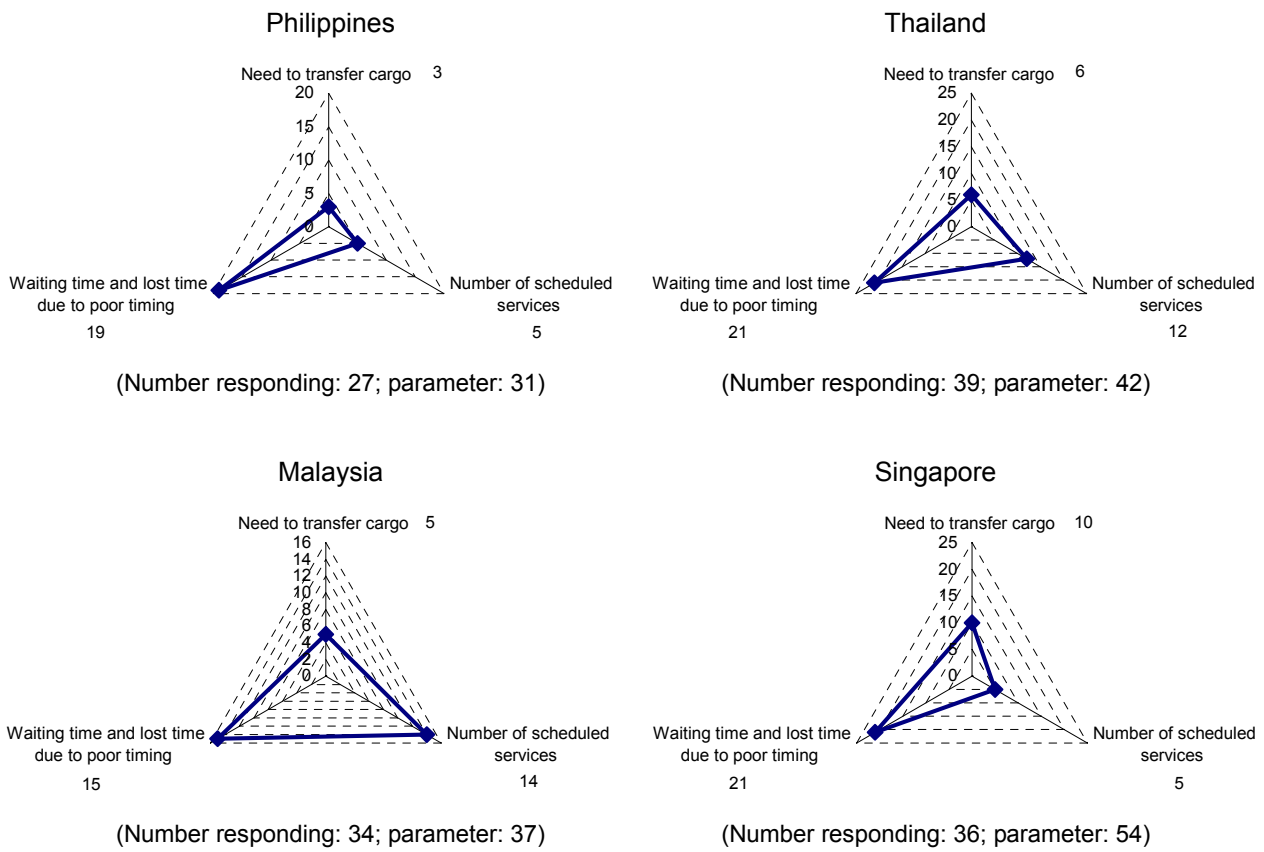 Philippines
Need to transfer cargo 3
20
15
10
5
0
Waiting time and lost time
due to poor timing
19
Number of scheduled
services
5
(Number responding: 27; parameter: 31)
Thailand
Need to transfer cargo 6
25
20
15
10
5
0
Waiting time and lost time
due to poor timing
21
Number of scheduled
services
12
(Number responding: 39; parameter: 42)
Malaysia
Need to transfer cargo 5
16
14
12
10
8
6
4
2
0
Waiting time and lost time
due to poor timing
15
Number of scheduled
services
14
(Number responding: 34; parameter: 37)
Singapore
Need to transfer cargo 10
25
20
15
10
5
0
Waiting time and lost time
due to poor timing
21
Number of scheduled
services
5
(Number responding: 36; parameter: 54)